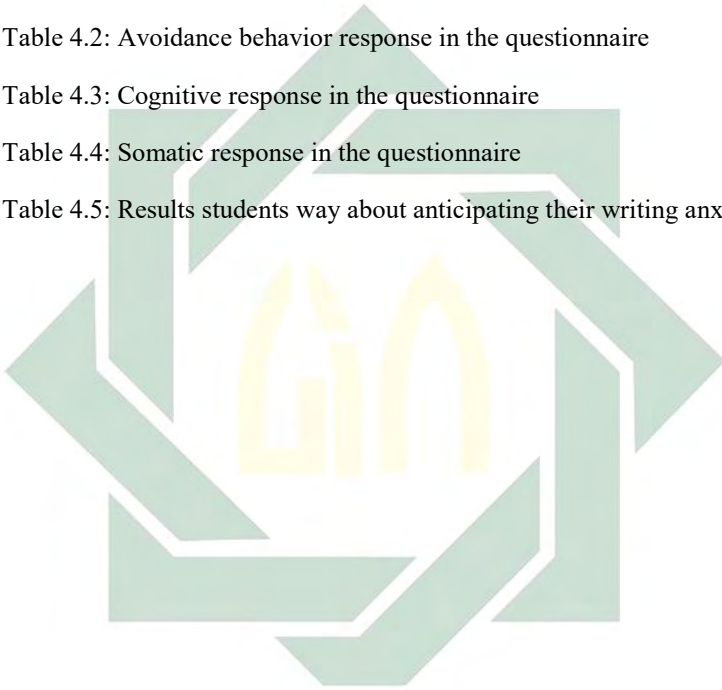 Table 4.2: Avoidance behavior response in the questionnaire
Table 4.3: Cognitive response in the questionnaire
Table 4.4: Somatic response in the questionnaire
Table 4.5: Results students way about anticipating their writing anx